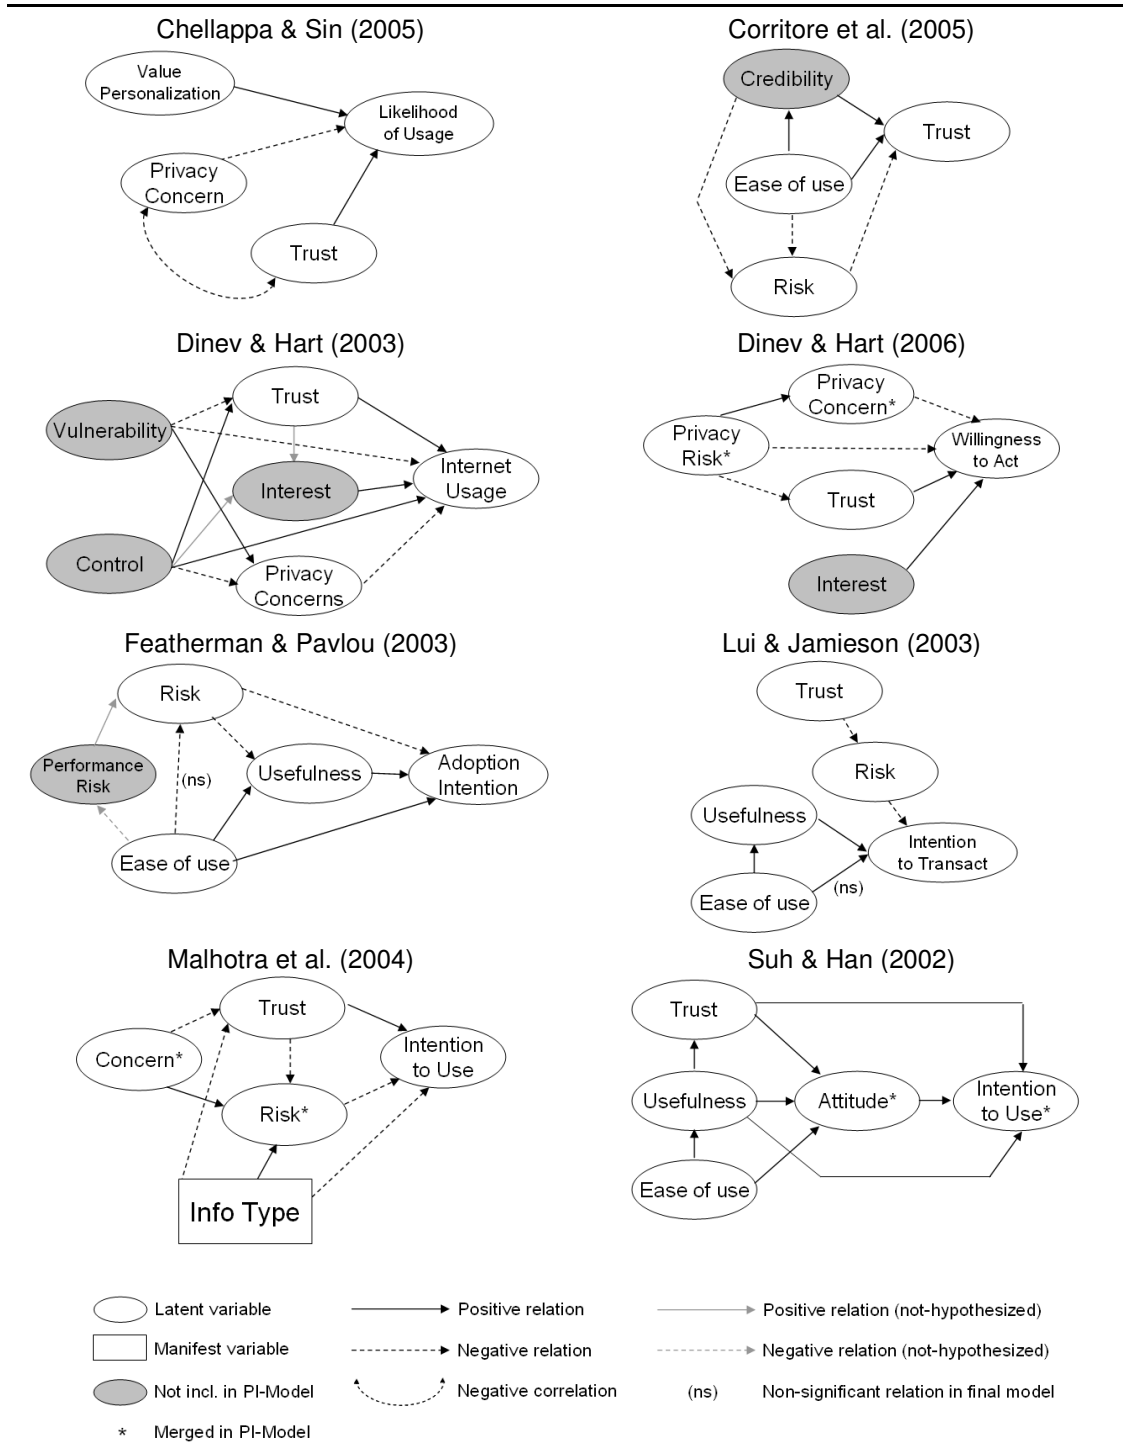 Chellappa & Sin (2005)
Value
Personalization
Likelihood
of Usage
Privacy
Concern
Trust
Corritore et al. (2005)
Credibility
Trust
Ease of use
Risk
Dinev & Hart (2003)
Trust
Vulnerability
Internet
Usage
Interest
Control
Privacy
Concerns
Dinev & Hart (2006)
Privacy
Concern*
Privacy
Risk*
Willingness
to Act
Trust
Interest
Featherman & Pavlou (2003)
Risk
Performance
Risk
(ns)
Usefulness
Adoption
Intention
Ease of use
Lui & Jamieson (2003)
Trust
Risk
Usefulness
Intention
to Transact
(ns)
Ease of use
Malhotra et al. (2004)
Trust
Concern*
Intention
to Use
Risk*
Info Type
Suh & Han (2002)
Trust
Usefulness
Attitude*
Intention
to Use*
Ease of use
Latent variable
Positive relation
Positive relation (not-hypothesized)
Manifest variable
Negative relation
Negative relation (not-hypothesized)
Not incl. in PI-Model
Negative correlation
(ns) Non-significant relation in final model
* Merged in PI-Model